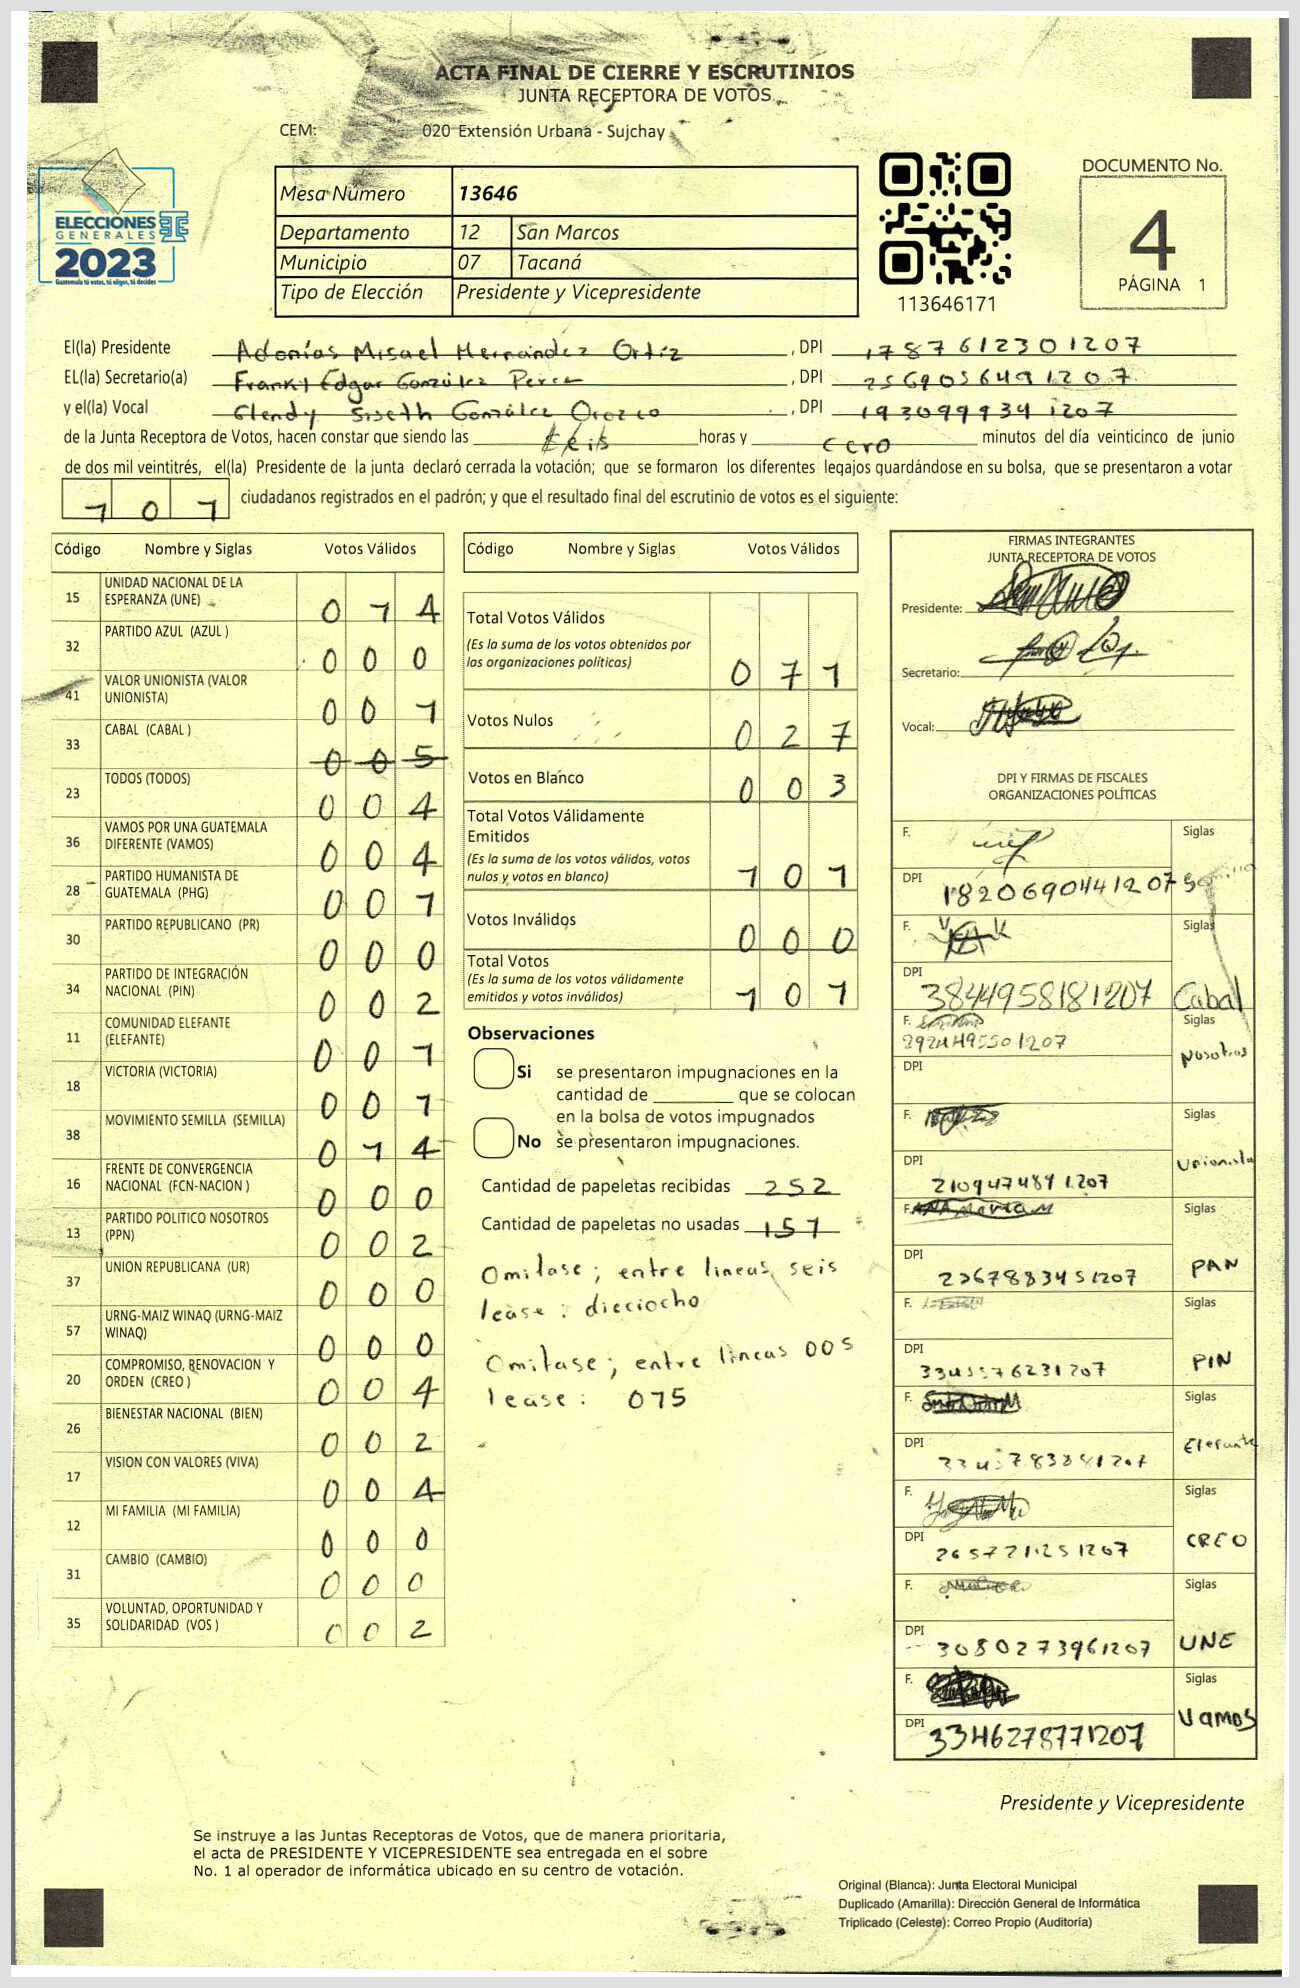 ACTA FINAL DE CIERRE Y ESCRUTINIOS
JUNTA RECEPTORA DE VOTOS
CEM: 020 Extensión Urbana - Sujchay
ELECCIONES
GENERALES
2023
Guatemala tú votas, tú eliges, tú decides
Mesa Número 13646
Departamento 12 San Marcos
Municipio 07 Tacaná
Tipo de Elección Presidente y Vicepresidente
113646171
DOCUMENTO No.
4
PÁGINA 1
El(la) Presidente Adonías Misael Hernández Ortiz, DPI 1787612301207
EL(la) Secretario(a) Edgar González Perez, DPI 2569056491207
y el(la) Vocal Glendy Siseth González Orozco, DPI 1930999341207
de la Junta Receptora de Votos, hacen constar que siendo las seis horas y cero minutos del día veinticinco de junio
de dos mil veintitrés, el(la) Presidente de la junta declaró cerrada la votación; que se formaron los diferentes legajos guardándose en su bolsa, que se presentaron a votar
101 ciudadanos registrados en el padrón; y que el resultado final del escrutinio de votos es el siguiente:
Código Nombre y Siglas Votos Válidos
15 UNIDAD NACIONAL DE LA ESPERANZA (UNE) 014
32 PARTIDO AZUL (AZUL ) 000
41 VALOR UNIONISTA (VALOR UNIONISTA) 001
33 CABAL (CABAL ) 005
23 TODOS (TODOS) 004
36 VAMOS POR UNA GUATEMALA DIFERENTE (VAMOS) 004
28 PARTIDO HUMANISTA DE GUATEMALA (PHG) 001
30 PARTIDO REPUBLICANO (PR) 000
34 PARTIDO DE INTEGRACIÓN NACIONAL (PIN) 002
11 COMUNIDAD ELEFANTE (ELEFANTE) 001
18 VICTORIA (VICTORIA) 001
38 MOVIMIENTO SEMILLA (SEMILLA) 014
16 FRENTE DE CONVERGENCIA NACIONAL (FCN-NACION ) 000
13 PARTIDO POLITICO NOSOTROS (PPN) 002
37 UNION REPUBLICANA (UR) 000
57 URNG-MAIZ WINAQ (URNG-MAIZ WINAQ) 000
20 COMPROMISO, RENOVACION Y ORDEN (CREO ) 004
26 BIENESTAR NACIONAL (BIEN) 002
17 VISION CON VALORES (VIVA) 004
12 MI FAMILIA (MI FAMILIA) 000
31 CAMBIO (CAMBIO) 000
35 VOLUNTAD, OPORTUNIDAD Y SOLIDARIDAD (VOS ) 002
Código Nombre y Siglas Votos Válidos
Total Votos Válidos
(Es la suma de los votos obtenidos por
las organizaciones políticas) 071
Votos Nulos 027
Votos en Blanco 003
Total Votos Válidamente
Emitidos
(Es la suma de los votos válidos, votos
nulos y votos en blanco) 101
Votos Inválidos 000
Total Votos
(Es la suma de los votos válidamente
emitidos y votos inválidos) 101
Observaciones
Si se presentaron impugnaciones en la
cantidad de ________ que se colocan
en la bolsa de votos impugnados
No se presentaron impugnaciones.
Cantidad de papeletas recibidas 252
Cantidad de papeletas no usadas 151
Omitase; entre lineas seis
lease: dieciocho
Omitase; entre lineas 005
lease: 015
FIRMAS INTEGRANTES
JUNTA RECEPTORA DE VOTOS
Presidente:
Secretario:
Vocal:
DPI Y FIRMAS DE FISCALES
ORGANIZACIONES POLÍTICAS
F. Siglas
DPI 1820690441207 Semilla
F. Siglas
DPI 3844958181207 Cabal
F. Siglas
2924495501207
DPI Nosotros
F. Siglas
DPI 2109474891207 Unionista
F. Siglas
DPI 2367883451207 PAN
F. Siglas
DPI PIN
F. Siglas
DPI Elefante
F. Siglas
DPI 2657721251207 CREO
F. Siglas
DPI 3080273961207 UNE
F. Siglas
DPI 3346278771207 Vamos
Presidente y Vicepresidente
Se instruye a las Juntas Receptoras de Votos, que de manera prioritaria,
el acta de PRESIDENTE Y VICEPRESIDENTE sea entregada en el sobre
No. 1 al operador de informática ubicado en su centro de votación.
Original (Blanca): Junta Electoral Municipal
Duplicado (Amarilla): Dirección General de Informática
Triplicado (Celeste): Correo Propio (Auditoría)